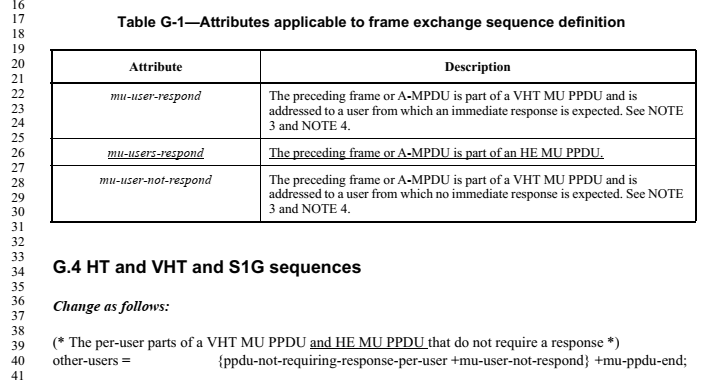 16
17
18
19
20
21
22
23
24
25
26
27
28
29
30
31
32
33
34
35
36
37
38
39
40
41
Table G-1—Attributes applicable to frame exchange sequence definition
Attribute Description
mu-user-respond The preceding frame or A-MPDU is part of a VHT MU PPDU and is
addressed to a user from which an immediate response is expected. See NOTE
3 and NOTE 4.
mu-users-respond The preceding frame or A-MPDU is part of an HE MU PPDU.
mu-user-not-respond The preceding frame or A-MPDU is part of a VHT MU PPDU and is
addressed to a user from which no immediate response is expected. See NOTE
3 and NOTE 4.
G.4 HT and VHT and S1G sequences
Change as follows:
(* The per-user parts of a VHT MU PPDU and HE MU PPDU that do not require a response *)
other-users = {ppdu-not-requiring-response-per-user +mu-user-not-respond} +mu-ppdu-end;